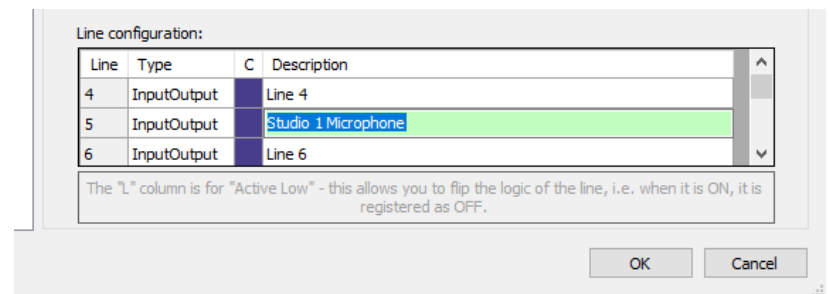 Line configuration:
Line Type C Description
4 InputOutput Line 4
5 InputOutput Studio 1 Microphone
6 InputOutput Line 6
The "L" column is for "Active Low" - this allows you to flip the logic of the line, i.e. when it is ON, it is
registered as OFF.
OK Cancel